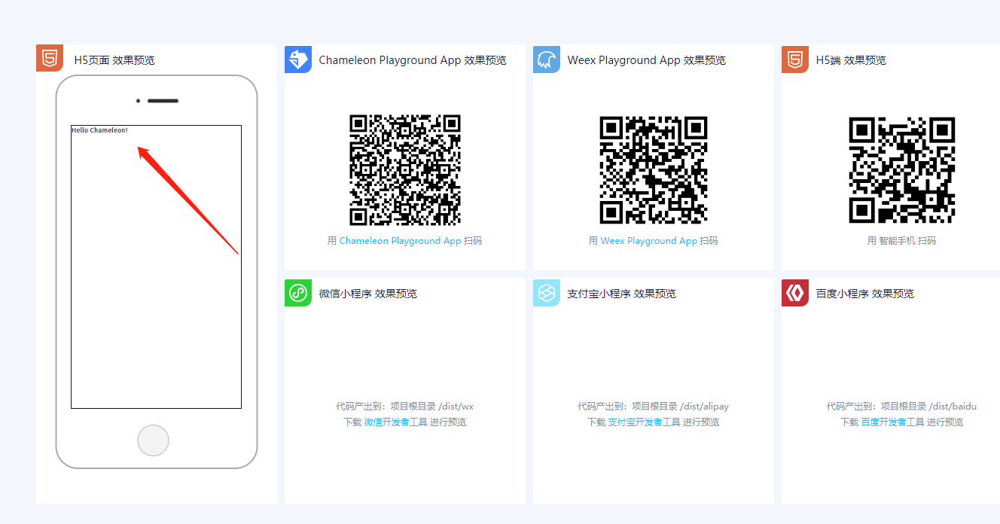 H5页面 效果预览
Hello Chameleon!
Chameleon Playground App 效果预览
用 Chameleon Playground App 扫码
Weex Playground App 效果预览
用 Weex Playground App 扫码
H5端 效果预览
用 智能手机 扫码
微信小程序 效果预览
代码产出到：项目根目录 /dist/wx
下载 微信开发者工具 进行预览
支付宝小程序 效果预览
代码产出到：项目根目录 /dist/alipay
下载 支付宝开发者工具 进行预览
百度小程序 效果预览
代码产出到：项目根目录 /dist/baidu
下载 百度开发者工具 进行预览